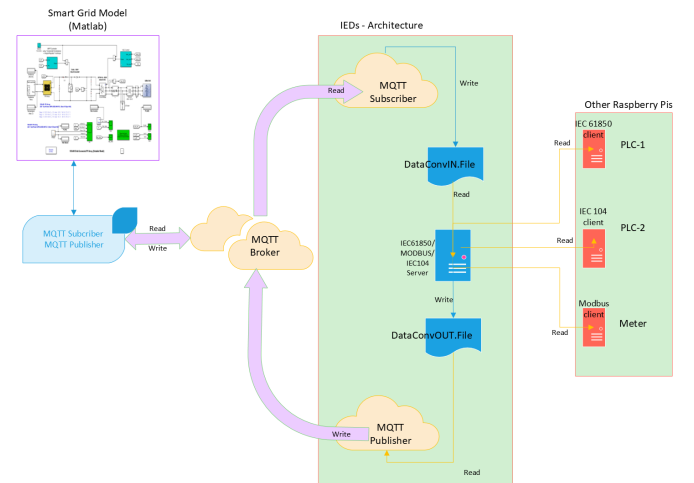 Smart Grid Model
(Matlab)
IEDs - Architecture
MQTT
Subscriber
Read
Write
Other Raspberry Pis
IEC 61850
client
PLC-1
Read
DataConvIN.File
Read
IEC 104
client
PLC-2
Read
MQTT Subcriber
MQTT Publisher
Read
Write
MQTT
Broker
IEC61850/
MODBUS/
IEC104
Server
Write
Modbus
client
Meter
Read
DataConvOUT.File
MQTT
Publisher
Write
Read